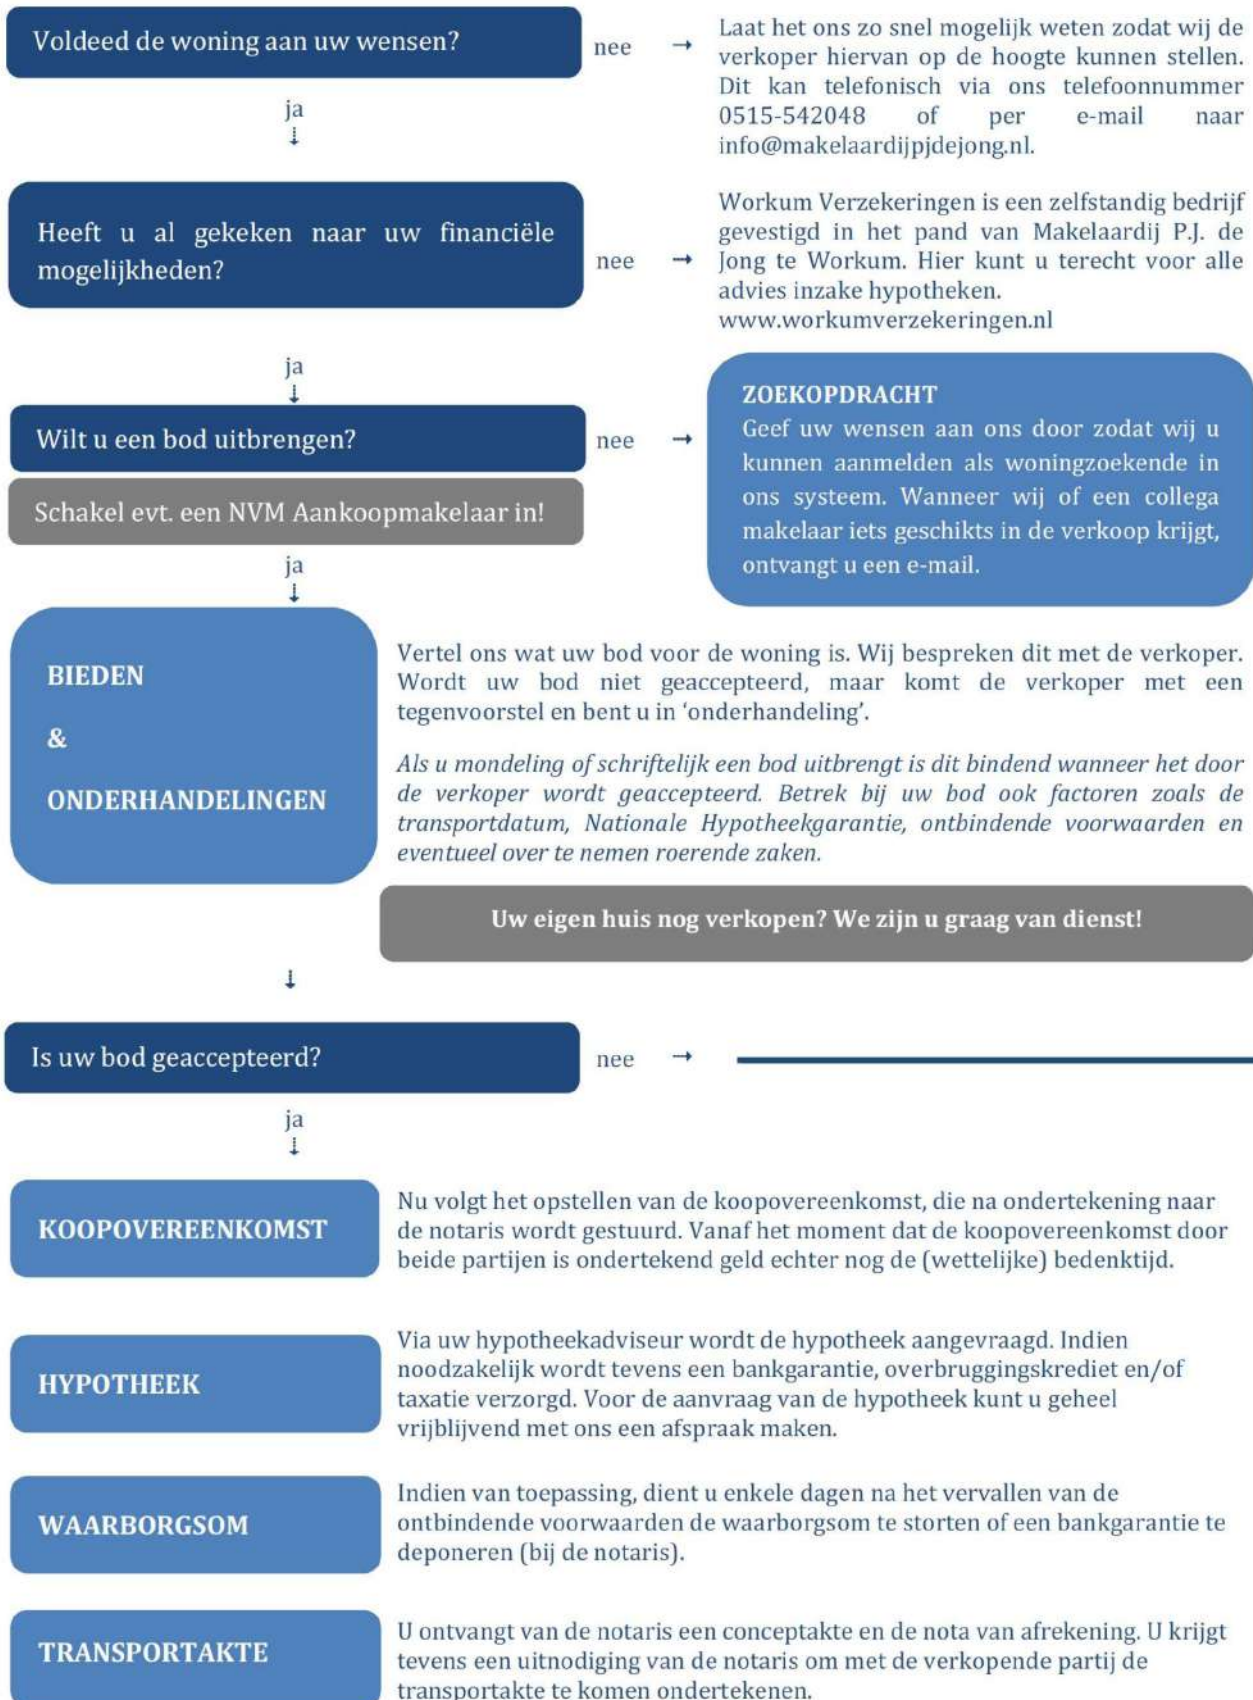 Voldeed de woning aan uw wensen?
nee →
Laat het ons zo snel mogelijk weten zodat wij de
verkoper hiervan op de hoogte kunnen stellen.
Dit kan telefonisch via ons telefoonnummer
0515-542048 of per e-mail naar
info@makelaardijpjdejong.nl.
ja
↓
Heeft u al gekeken naar uw financiële
mogelijkheden?
nee →
Workum Verzekeringen is een zelfstandig bedrijf
gevestigd in het pand van Makelaardij P.J. de
Jong te Workum. Hier kunt u terecht voor alle
advies inzake hypotheken.
www.workumverzekeringen.nl
ja
↓
Wilt u een bod uitbrengen?
nee →
Schakel evt. een NVM Aankoopmakelaar in!
ZOEKOPDRACHT
Geef uw wensen aan ons door zodat wij u
kunnen aanmelden als woningzoekende in
ons systeem. Wanneer wij of een collega
makelaar iets geschikts in de verkoop krijgt,
ontvangt u een e-mail.
ja
↓
BIEDEN
&
ONDERHANDELINGEN
Vertel ons wat uw bod voor de woning is. Wij bespreken dit met de verkoper.
Wordt uw bod niet geaccepteerd, maar komt de verkoper met een
tegenvoorstel en bent u in ‘onderhandeling’.
Als u mondeling of schriftelijk een bod uitbrengt is dit bindend wanneer het door
de verkoper wordt geaccepteerd. Betrek bij uw bod ook factoren zoals de
transportdatum, Nationale Hypotheekgarantie, ontbindende voorwaarden en
eventueel over te nemen roerende zaken.
Uw eigen huis nog verkopen? We zijn u graag van dienst!
↓
Is uw bod geaccepteerd?
nee →
ja
↓
KOOPOVEREENKOMST
Nu volgt het opstellen van de koopovereenkomst, die na ondertekening naar
de notaris wordt gestuurd. Vanaf het moment dat de koopovereenkomst door
beide partijen is ondertekend geld echter nog de (wettelijke) bedenktijd.
HYPOTHEEK
Via uw hypotheekadviseur wordt de hypotheek aangevraagd. Indien
noodzakelijk wordt tevens een bankgarantie, overbruggingskrediet en/of
taxatie verzorgd. Voor de aanvraag van de hypotheek kunt u geheel
vrijblijvend met ons een afspraak maken.
WAARBORGSOM
Indien van toepassing, dient u enkele dagen na het vervallen van de
ontbindende voorwaarden de waarborgsom te storten of een bankgarantie te
deponeren (bij de notaris).
TRANSPORTAKTE
U ontvangt van de notaris een conceptakte en de nota van afrekening. U krijgt
tevens een uitnodiging van de notaris om met de verkopende partij de
transportakte te komen ondertekenen.